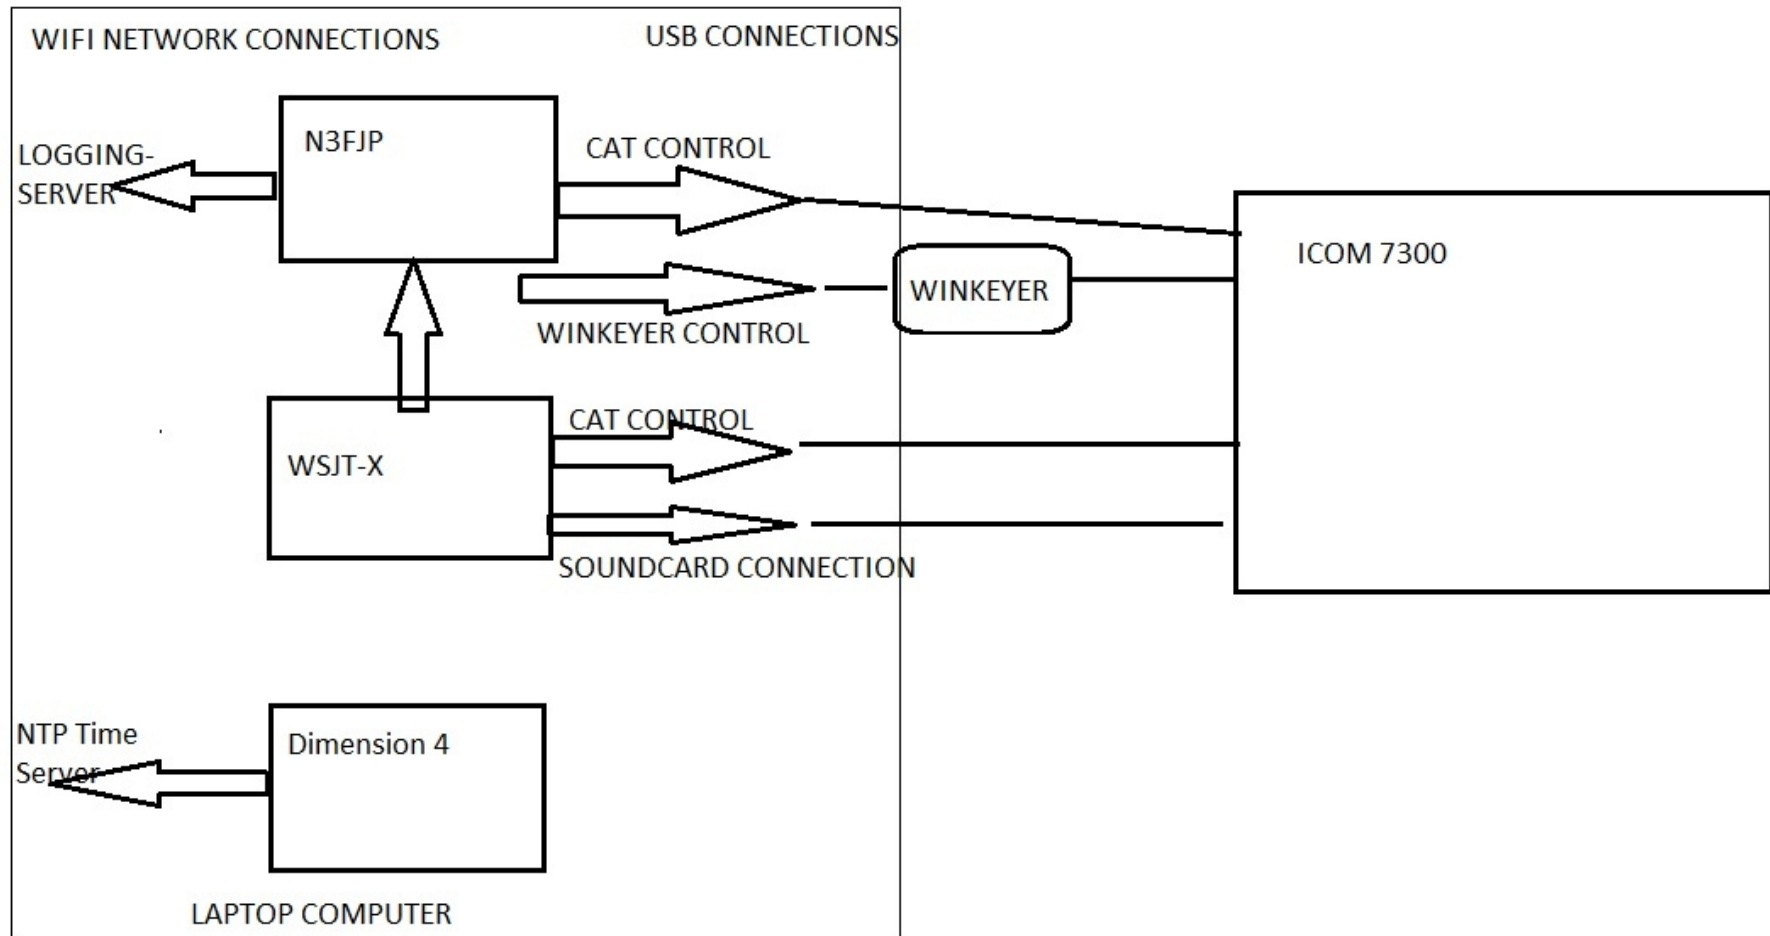 WIFI NETWORK CONNECTIONS
USB CONNECTIONS
N3FJP
LOGGING-
SERVER
CAT CONTROL
ICOM 7300
WINKEYER
WINKEYER CONTROL
CAT CONTROL
WSJT-X
SOUNDCARD CONNECTION
NTP Time
Server
Dimension 4
LAPTOP COMPUTER